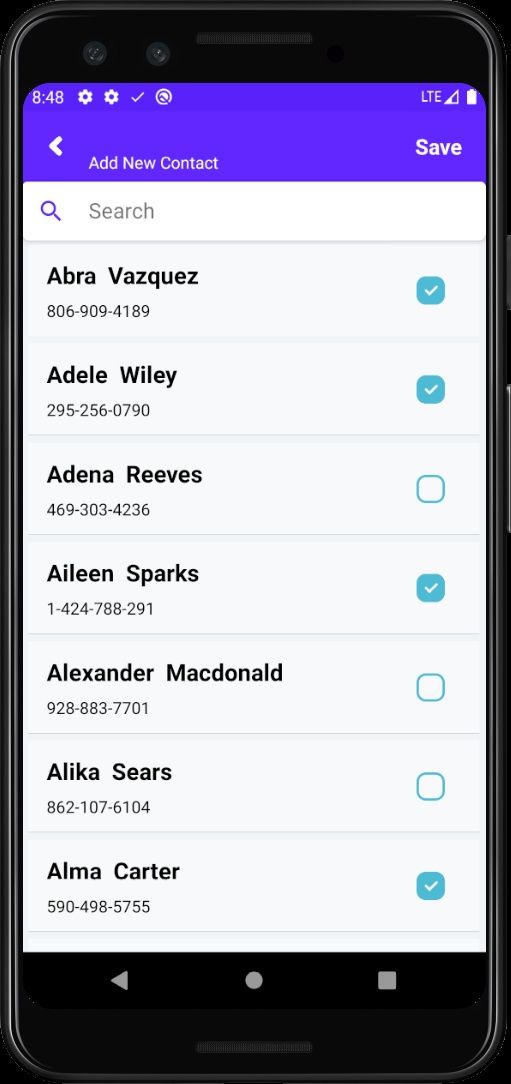 8:48 LTE
Add New Contact
Save
Search
Abra Vazquez
806-909-4189
Adele Wiley
295-256-0790
Adena Reeves
469-303-4236
Aileen Sparks
1-424-788-291
Alexander Macdonald
928-883-7701
Alika Sears
862-107-6104
Alma Carter
590-498-5755